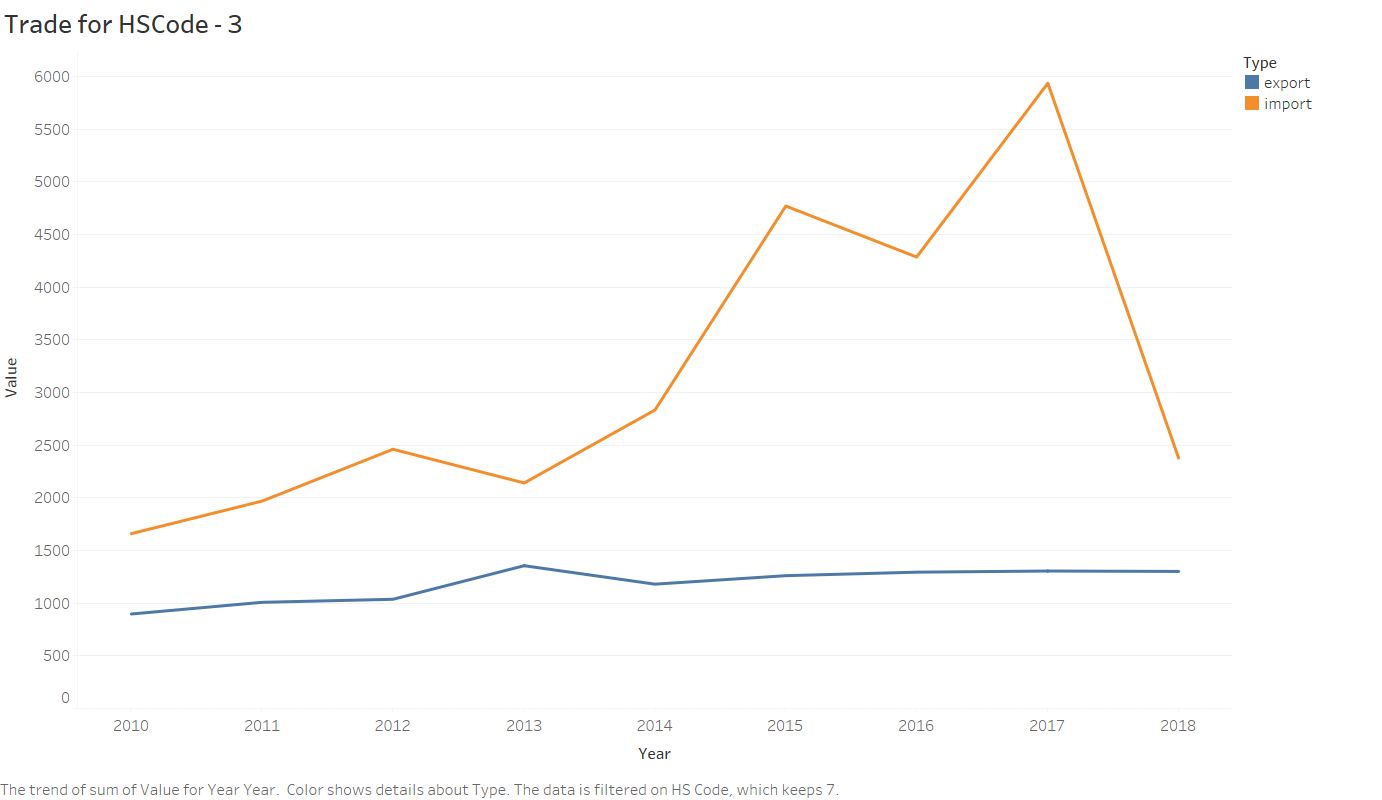 Trade for HSCode - 3
Type
export
import
6000
5500
5000
4500
4000
3500
3000
2500
2000
1500
1000
500
0
Value
2010 2011 2012 2013 2014 2015 2016 2017 2018
Year
The trend of sum of Value for Year Year.  Color shows details about Type. The data is filtered on HS Code, which keeps 7.